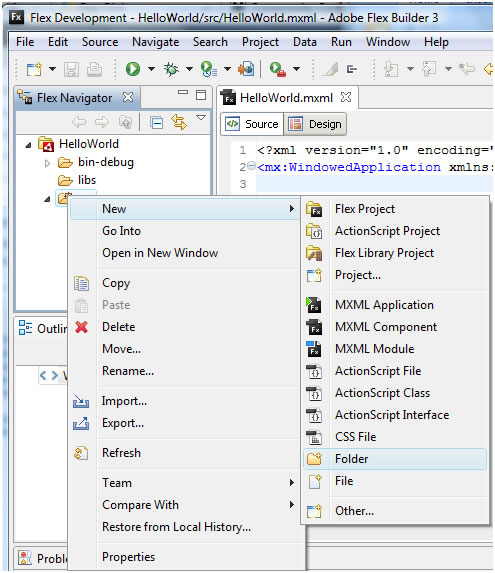 Flex Development - HelloWorld/src/HelloWorld.mxml - Adobe Flex Builder 3
File Edit Source Navigate Search Project Data Run Window Help
Flex Navigator
HelloWorld.mxml
Source Design
HelloWorld
bin-debug
libs
1 <?xml version="1.0" encoding="
2 <mx:WindowedApplication xmlns:
3
New
Go Into
Open in New Window
Copy
Paste
Delete
Move...
Rename...
Import...
Export...
Refresh
Team
Compare With
Restore from Local History...
Properties
Flex Project
ActionScript Project
Flex Library Project
Project...
MXML Application
MXML Component
MXML Module
ActionScript File
ActionScript Class
ActionScript Interface
CSS File
Folder
File
Other...
Outlin
Proble